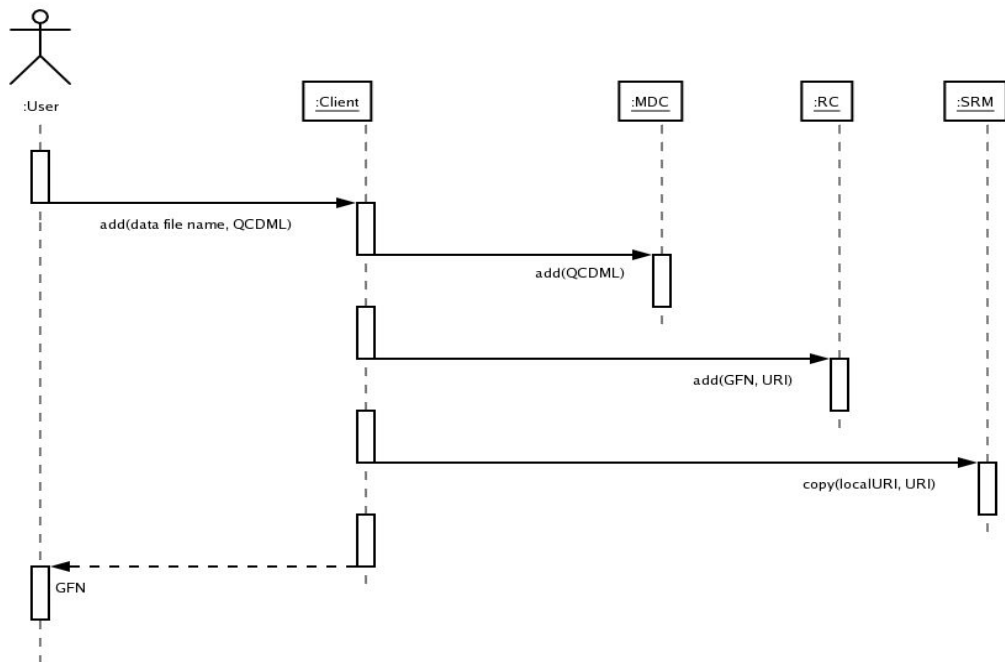 :User
:Client
:MDC
:RC
:SRM
add(data file name, QCDML)
add(QCDML)
add(GFN, URI)
copy(localURI, URI)
GFN